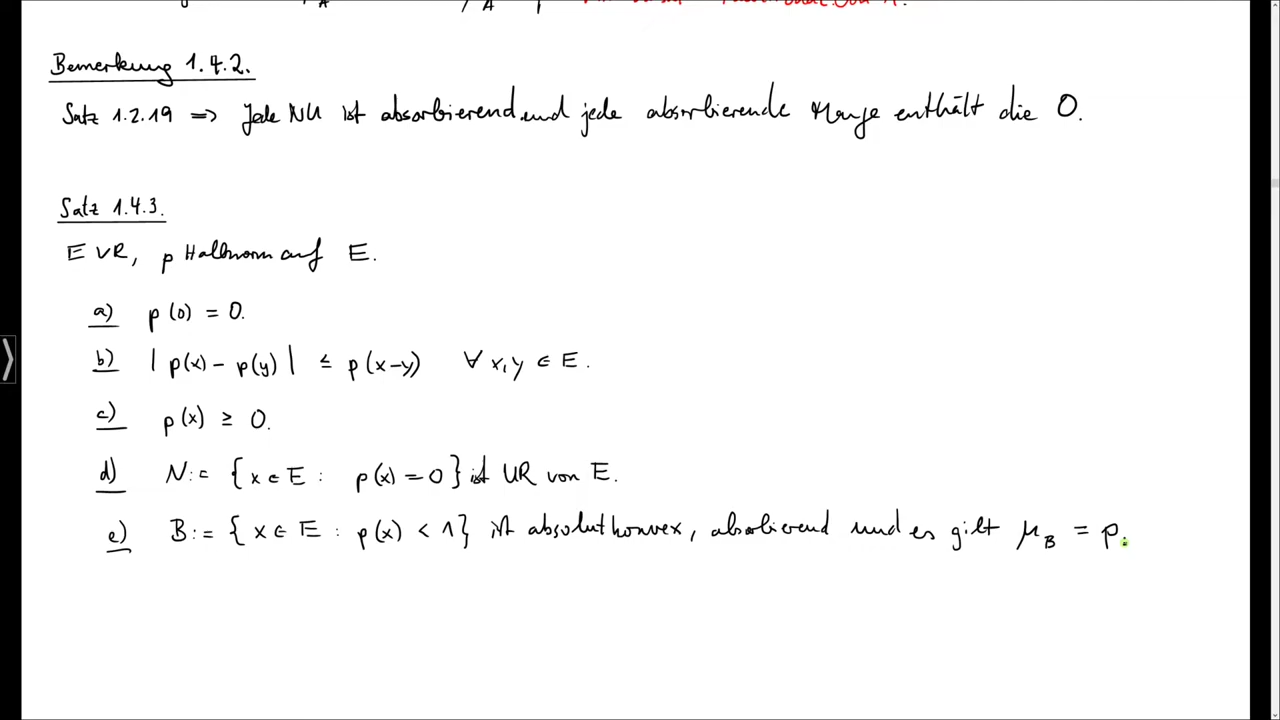 Bemerkung 1.4.2.
Satz 1.2.19 => Jede NU ist absorbierend und jede absorbierende Menge enthält die 0.
Satz 1.4.3.
E VR, p Halbnorm auf E.
a) p(0) = 0.
b) | p(x) - p(y) | ≤ p(x-y) ∀ x,y ∈ E.
c) p(x) ≥ 0.
d) N := { x ∈ E : p(x) = 0 } ist UR von E.
e) B := { x ∈ E : p(x) < 1 } ist absolutkonvex, absorbierend und es gilt μ_B = p.